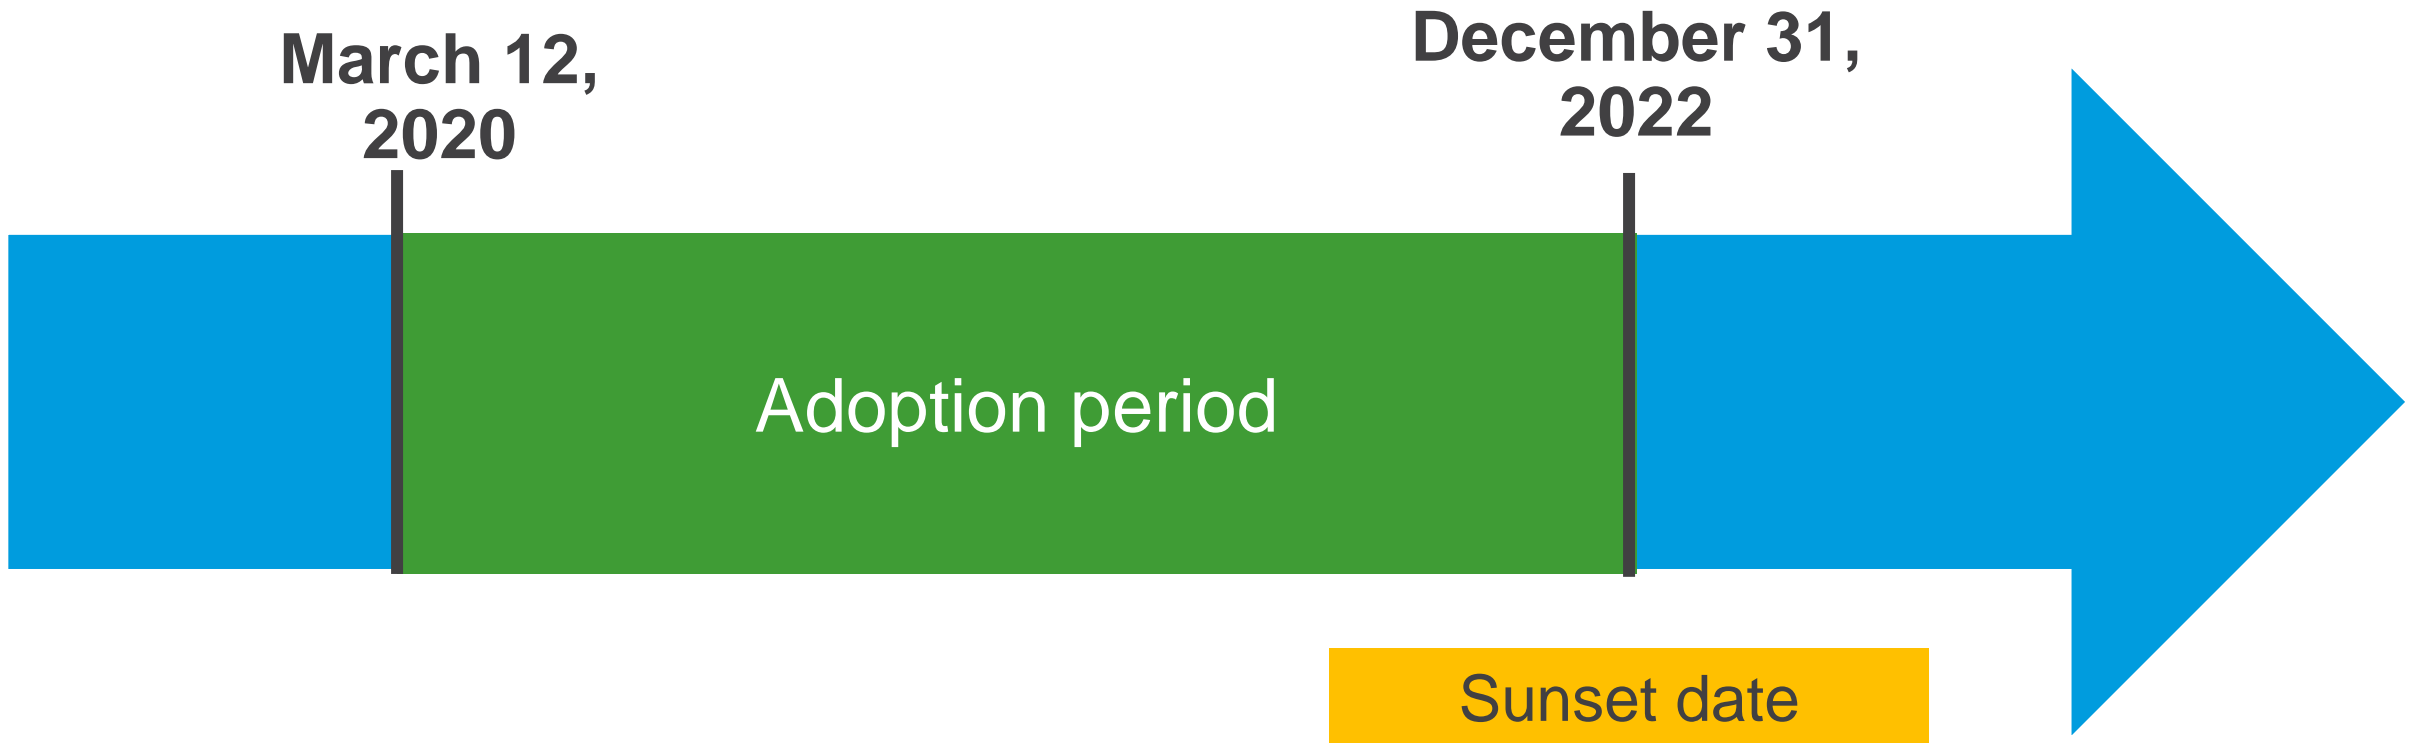 March 12,
2020
December 31,
2022
Adoption period
Sunset date